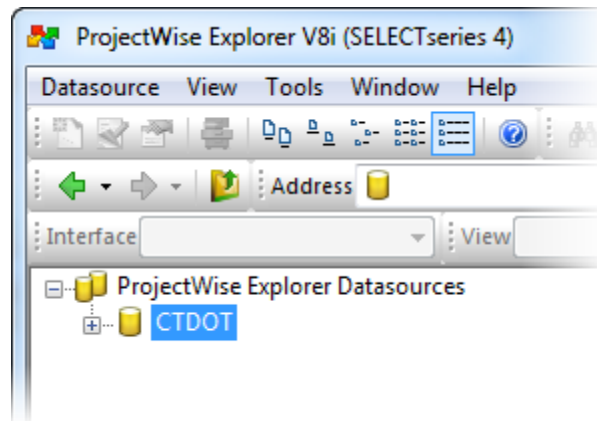 ProjectWise Explorer V8i (SELECTseries 4)
Datasource View Tools Window Help
Address
Interface View
ProjectWise Explorer Datasources
CTDOT